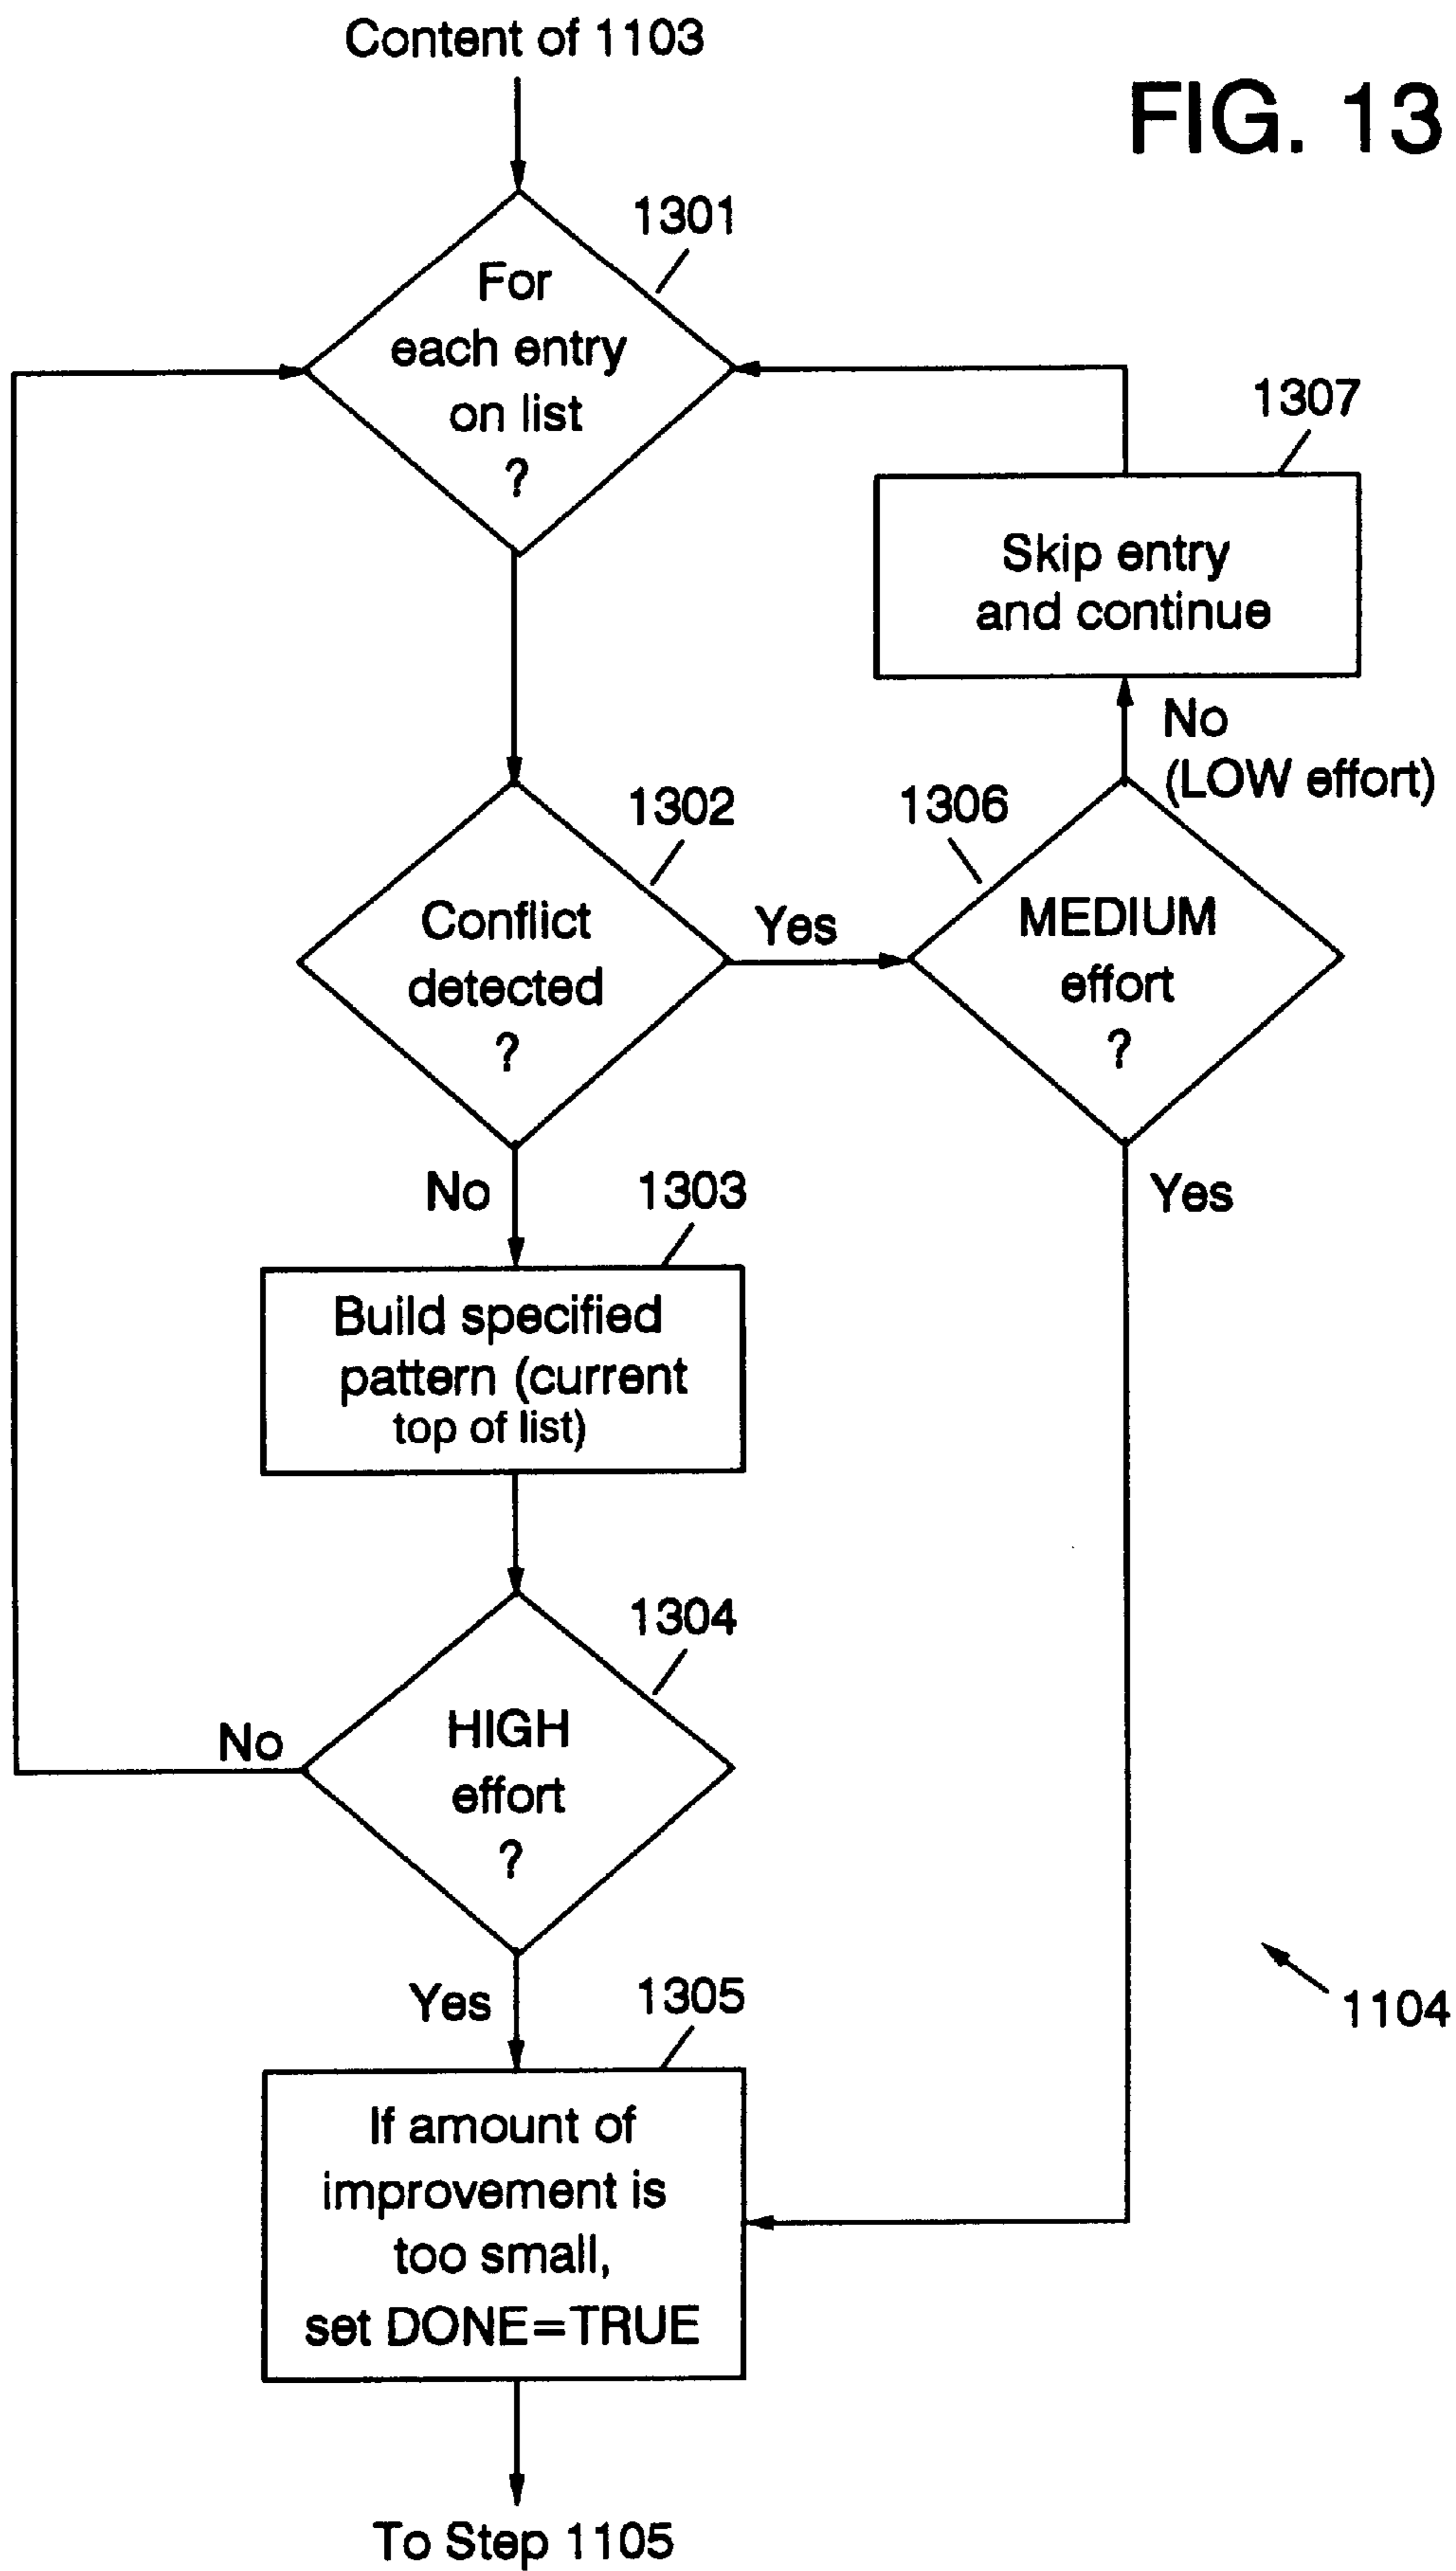 Content of 1103
FIG. 13
1301
For
each entry
on list
?
1307
Skip entry
and continue
No
(LOW effort)
1302
1306
Conflict
detected
?
Yes
MEDIUM
effort
?
No
1303
Yes
Build specified
pattern (current
top of list)
1304
HIGH
effort
?
No
Yes
1305
1104
If amount of
improvement is
too small,
set DONE=TRUE
To Step 1105